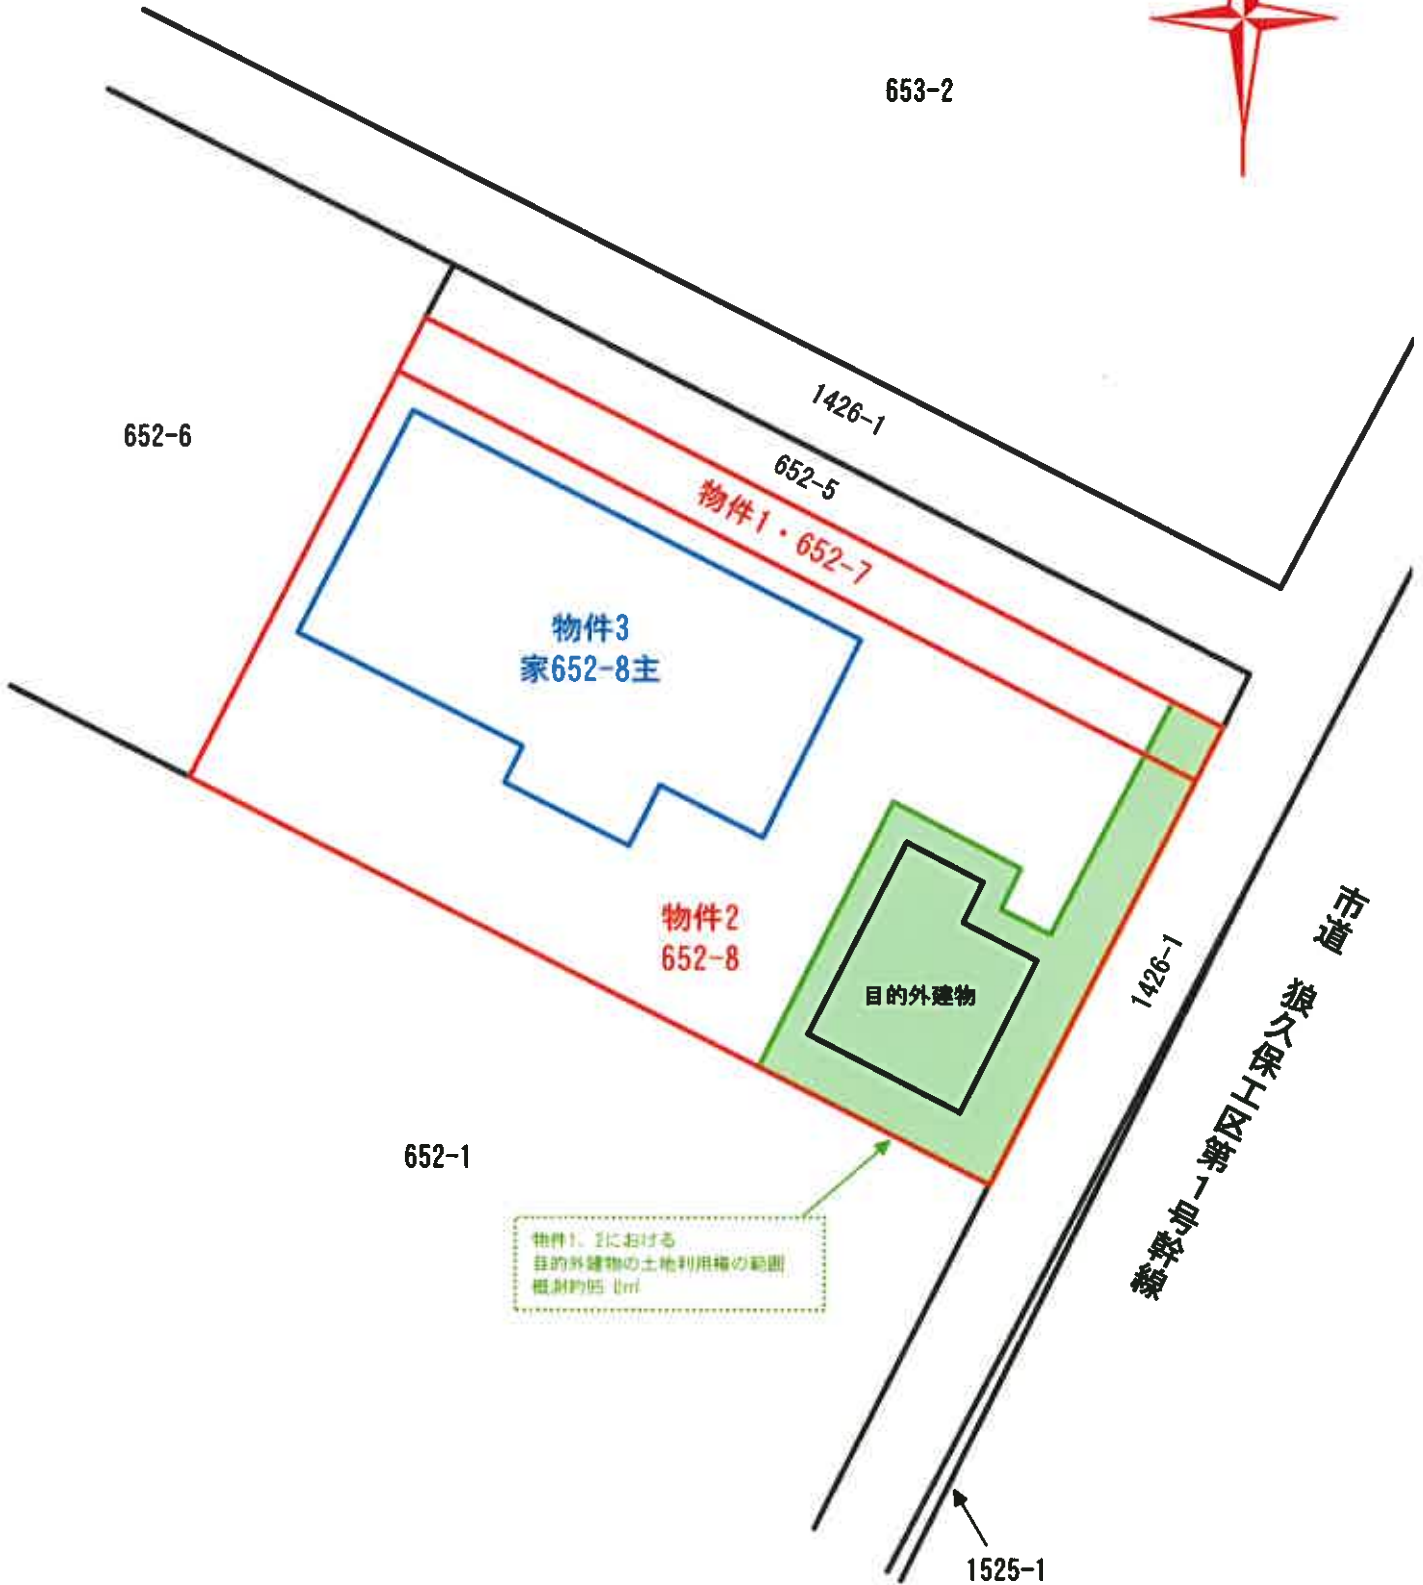 653-2
1426-1
652-6
652-5
物件1・652-7
物件3
家652-8主
物件2
652-8
目的外建物
1426-1
市道 狼久保工区第1号幹線
652-1
物件1、2における
目的外建物の土地利用権の範囲
概測約
1525-1